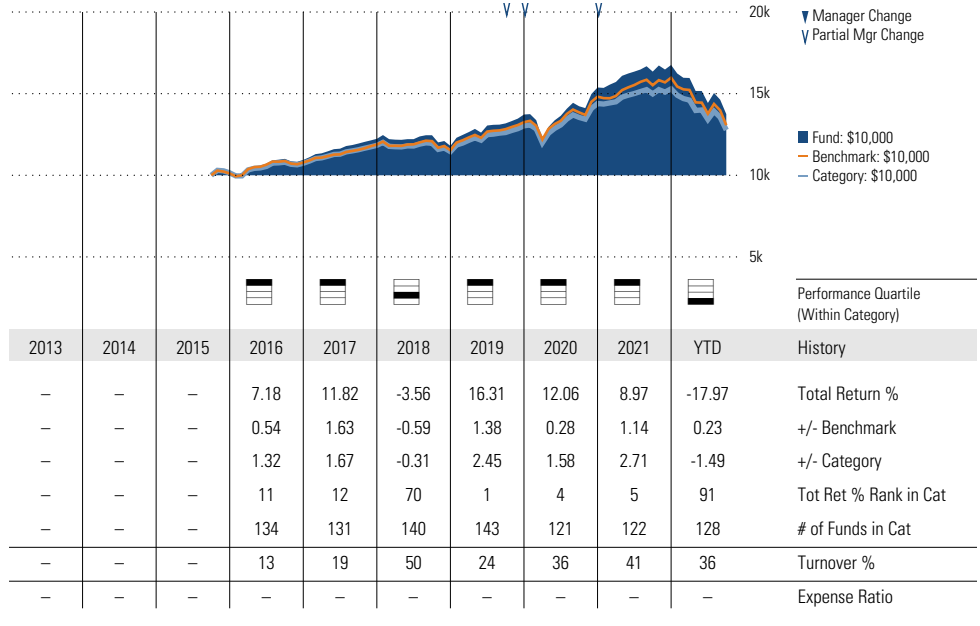 20k
15k
10k
5k
Manager Change
Partial Mgr Change
Fund: $10,000
Benchmark: $10,000
Category: $10,000
Performance Quartile
(Within Category)
2013 2014 2015 2016 2017 2018 2019 2020 2021 YTD History
– – – 7.18 11.82 -3.56 16.31 12.06 8.97 -17.97 Total Return %
– – – 0.54 1.63 -0.59 1.38 0.28 1.14 0.23 +/- Benchmark
– – – 1.32 1.67 -0.31 2.45 1.58 2.71 -1.49 +/- Category
– – – 11 12 70 1 4 5 91 Tot Ret % Rank in Cat
– – – 134 131 140 143 121 122 128 # of Funds in Cat
– – – 13 19 50 24 36 41 36 Turnover %
– – – – – – – – – – Expense Ratio